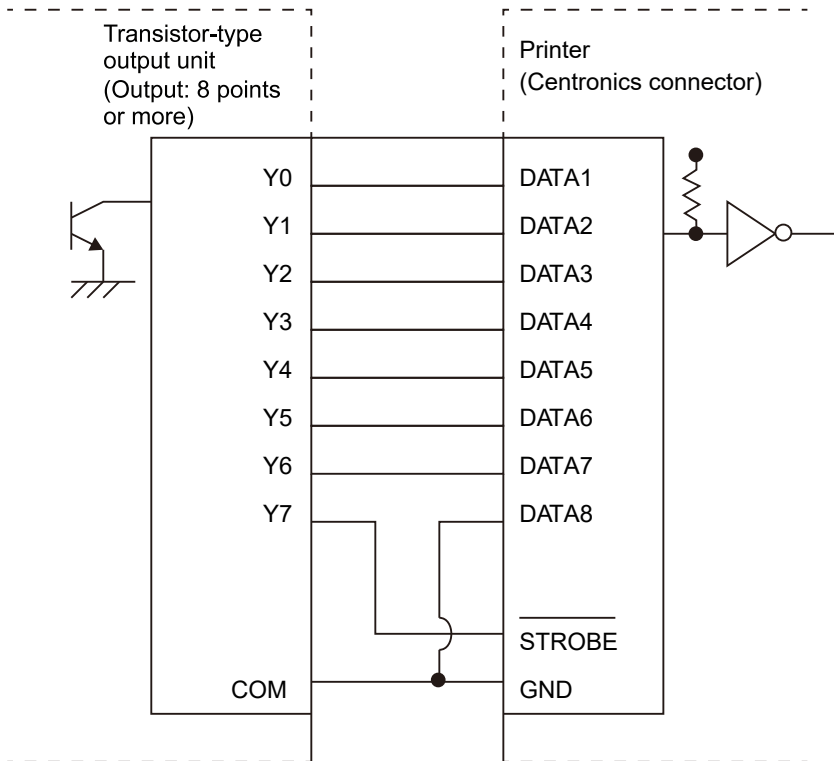 Transistor-type
output unit
(Output: 8 points
or more)
Printer
(Centronics connector)
Y0
DATA1
Y1
DATA2
Y2
DATA3
Y3
DATA4
Y4
DATA5
Y5
DATA6
Y6
DATA7
Y7
DATA8
STROBE
COM
GND